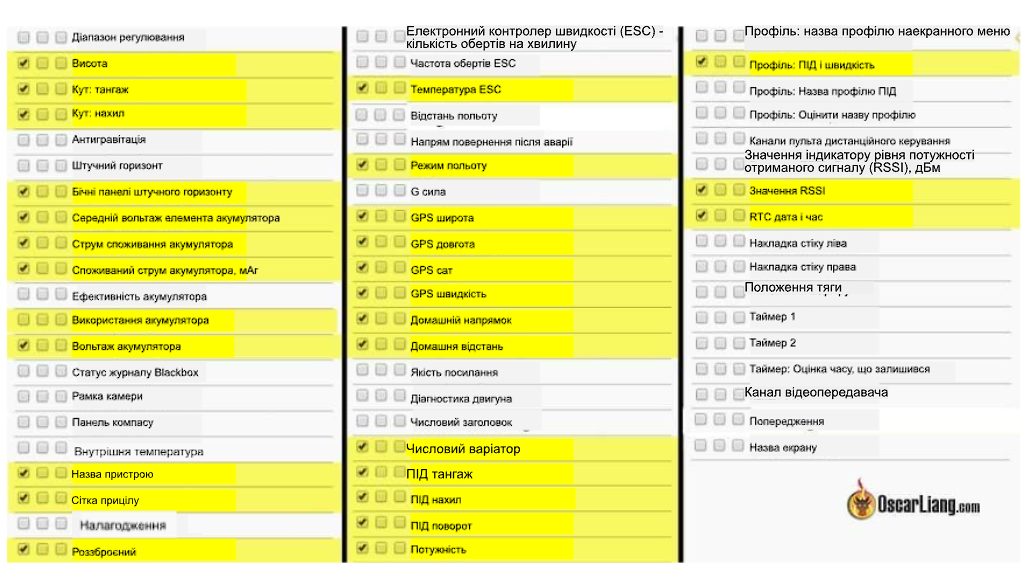 Діапазон регулювання
Висота
Кут: тангаж
Кут: нахил
Антигравітація
Штучний горизонт
Бічні панелі штучного горизонту
Середній вольтаж елемента акумулятора
Струм споживання акумулятора
Споживаний струм акумулятора, мАг
Ефективність акумулятора
Використання акумулятора
Вольтаж акумулятора
Статус журналу Blackbox
Рамка камери
Панель компасу
Внутрішня температура
Назва пристрою
Сітка прицілу
Налагодження
Роззброєний
Електронний контролер швидкості (ESC) -
кількість обертів на хвилину
Частота обертів ESC
Температура ESC
Відстань польоту
Напрям повернення після аварії
Режим польоту
G сила
GPS широта
GPS довгота
GPS сат
GPS швидкість
Домашній напрямок
Домашня відстань
Якість посилання
Діагностика двигуна
Числовий заголовок
Числовий варіатор
ПІД тангаж
ПІД нахил
ПІД поворот
Потужність
Профіль: назва профілю наекранного меню
Профіль: ПІД і швидкість
Профіль: Назва профілю ПІД
Профіль: Оцінити назву профілю
Канали пульта дистанційного керування
Значення індикатору рівня потужності
отриманого сигналу (RSSI), дБм
Значення RSSI
RTC дата і час
Накладка стіку ліва
Накладка стіку права
Положення тяги
Таймер 1
Таймер 2
Таймер: Оцінка часу, що залишився
Канал відеопередавача
Попередження
Назва екрану
OscarLiang.com